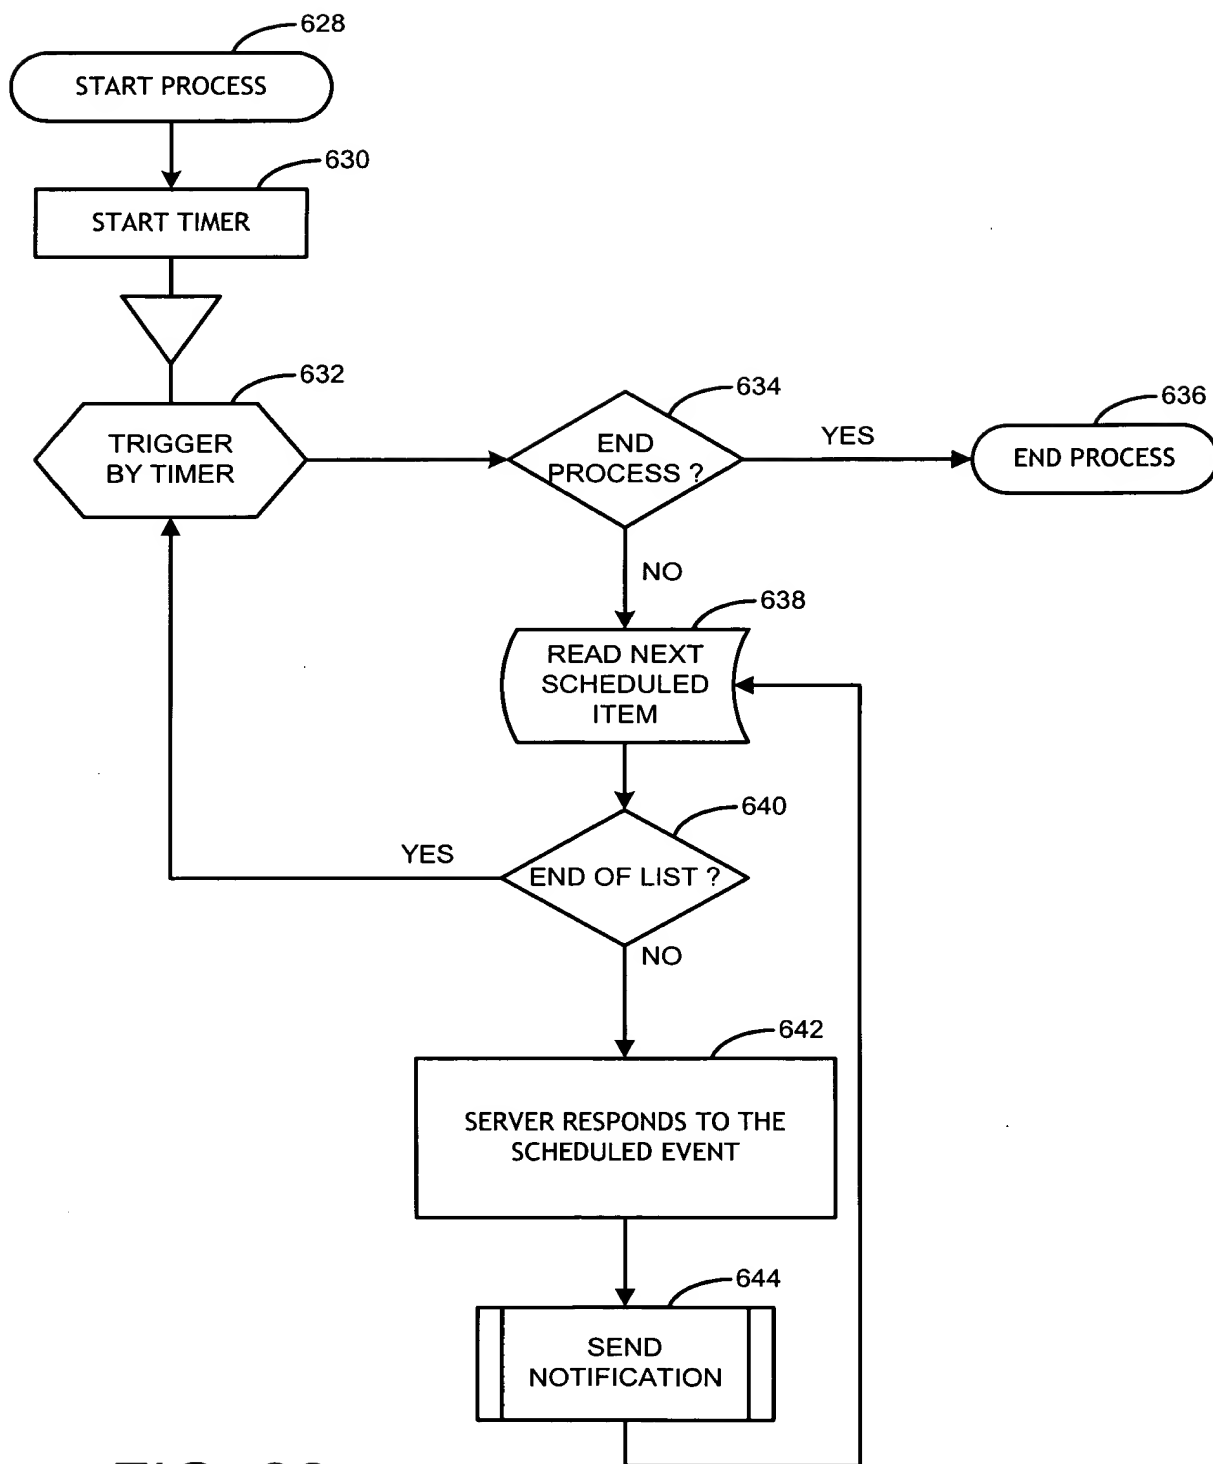 628
START PROCESS
630
START TIMER
632
TRIGGER
BY TIMER
634
END
PROCESS ?
YES
636
END PROCESS
NO
638
READ NEXT
SCHEDULED
ITEM
640
END OF LIST ?
YES
NO
642
SERVER RESPONDS TO THE
SCHEDULED EVENT
644
SEND
NOTIFICATION